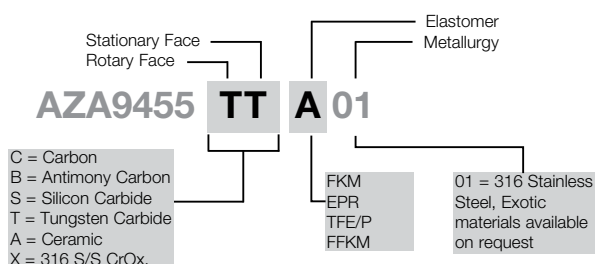 Elastomer
Stationary Face
Metallurgy
Rotary Face
AZA9455 TT A 01
C = Carbon
B = Antimony Carbon
S = Silicon Carbide
T = Tungsten Carbide
A = Ceramic
X = 316 S/S CrOx.
FKM
EPR
TFE/P
FFKM
01 = 316 Stainless
Steel, Exotic
materials available
on request